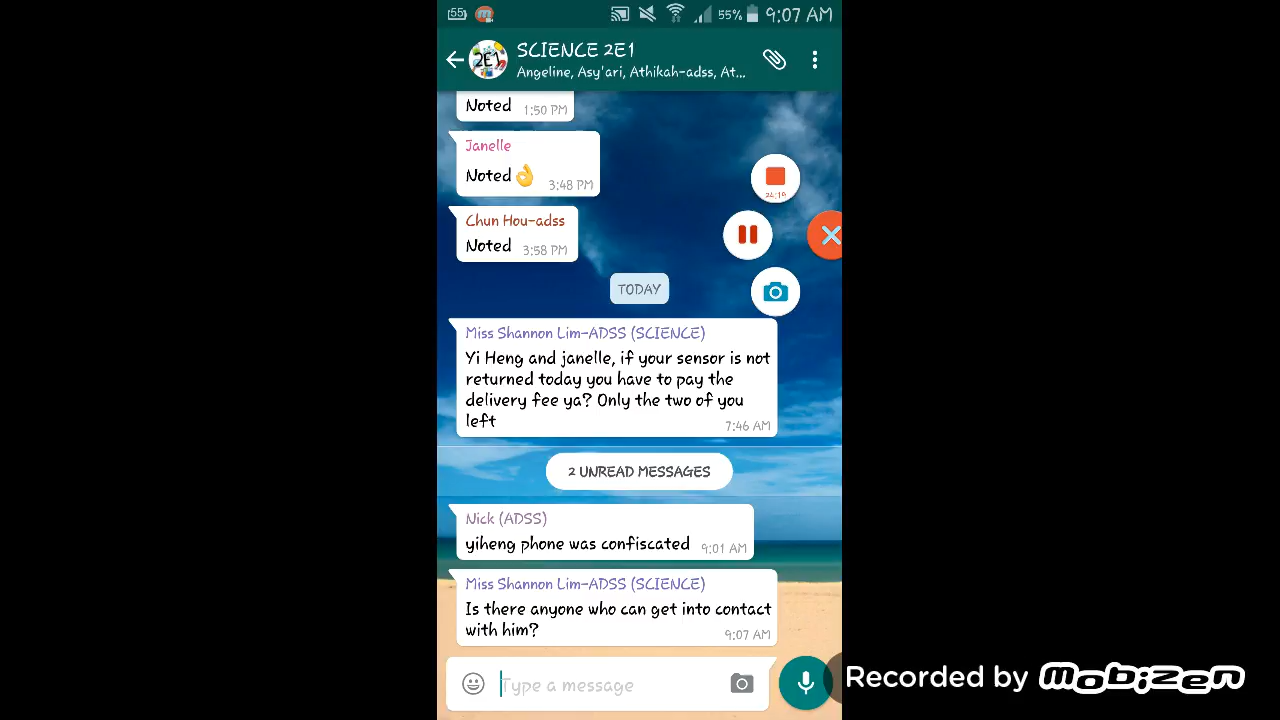 55 55% 9:07 AM
2E1 SCIENCE 2E1
Angeline, Asy'ari, Athikah-adss, At...
Noted 1:50 PM
Janelle
Noted👌 3:48 PM
24:19
Chun Hou-adss
Noted 3:58 PM
TODAY
Miss Shannon Lim-ADSS (SCIENCE)
Yi Heng and janelle, if your sensor is not
returned today you have to pay the
delivery fee ya? Only the two of you
left 7:46 AM
2 UNREAD MESSAGES
Nick (ADSS)
yiheng phone was confiscated 9:01 AM
Miss Shannon Lim-ADSS (SCIENCE)
Is there anyone who can get into contact
with him? 9:07 AM
Type a message
Recorded by mobizen